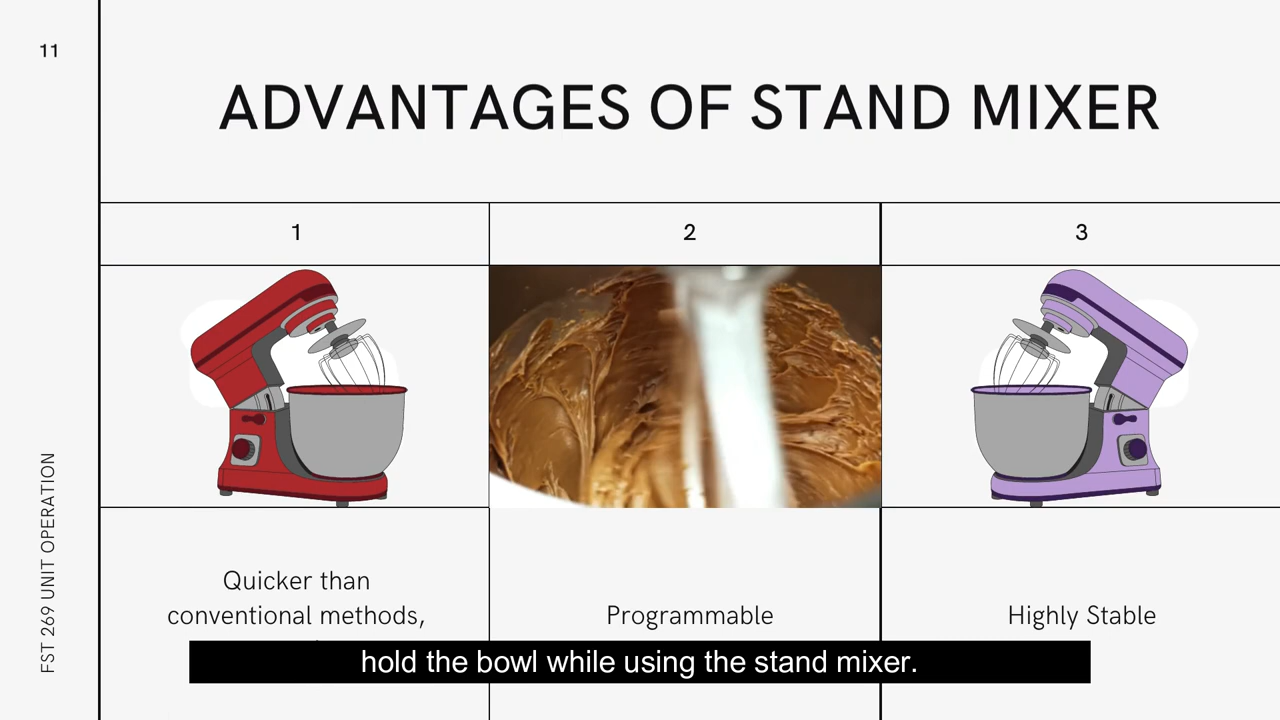 11
ADVANTAGES OF STAND MIXER
1
2
3
Quicker than
conventional methods,
Programmable
Highly Stable
hold the bowl while using the stand mixer.
FST 269 UNIT OPERATION